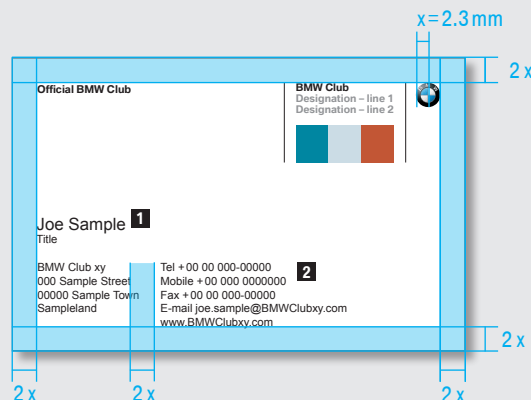 x=2.3 mm
2 x
Official BMW Club
BMW Club
Designation – line 1
Designation – line 2
Joe Sample 1
Title
BMW Club xy
000 Sample Street
00000 Sample Town
Sampleland
Tel +00 00 000-00000
Mobile +00 000 0000000
Fax +00 00 000-00000
E-mail joe.sample@BMWClubxy.com
www.BMWClubxy.com
2
2 x
2 x
2 x
2 x